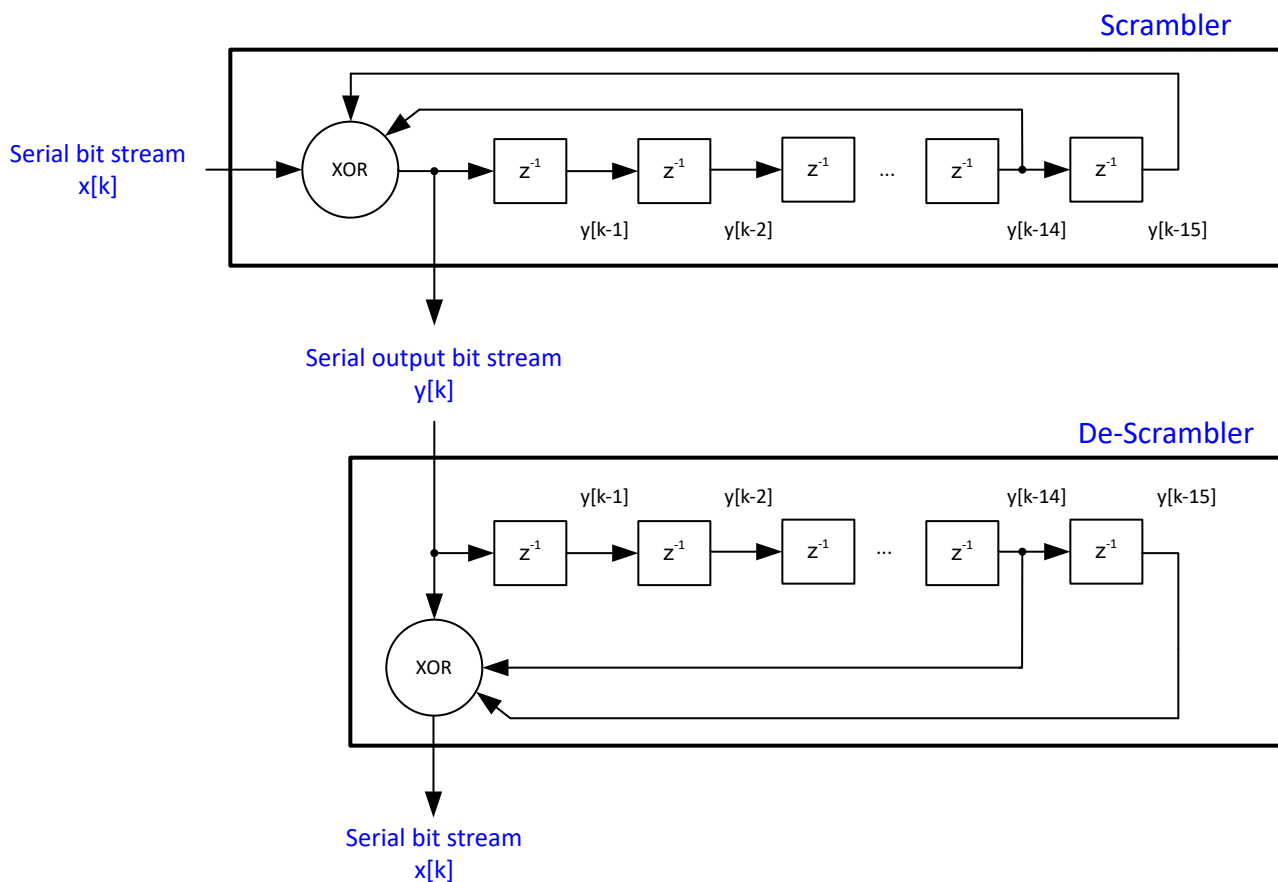 Scrambler
Serial bit stream
x[k]
XOR
z-1
z-1
z-1
...
z-1
z-1
y[k-1]
y[k-2]
y[k-14]
y[k-15]
Serial output bit stream
y[k]
De-Scrambler
y[k-1]
y[k-2]
y[k-14]
y[k-15]
z-1
z-1
z-1
...
z-1
z-1
XOR
Serial bit stream
x[k]